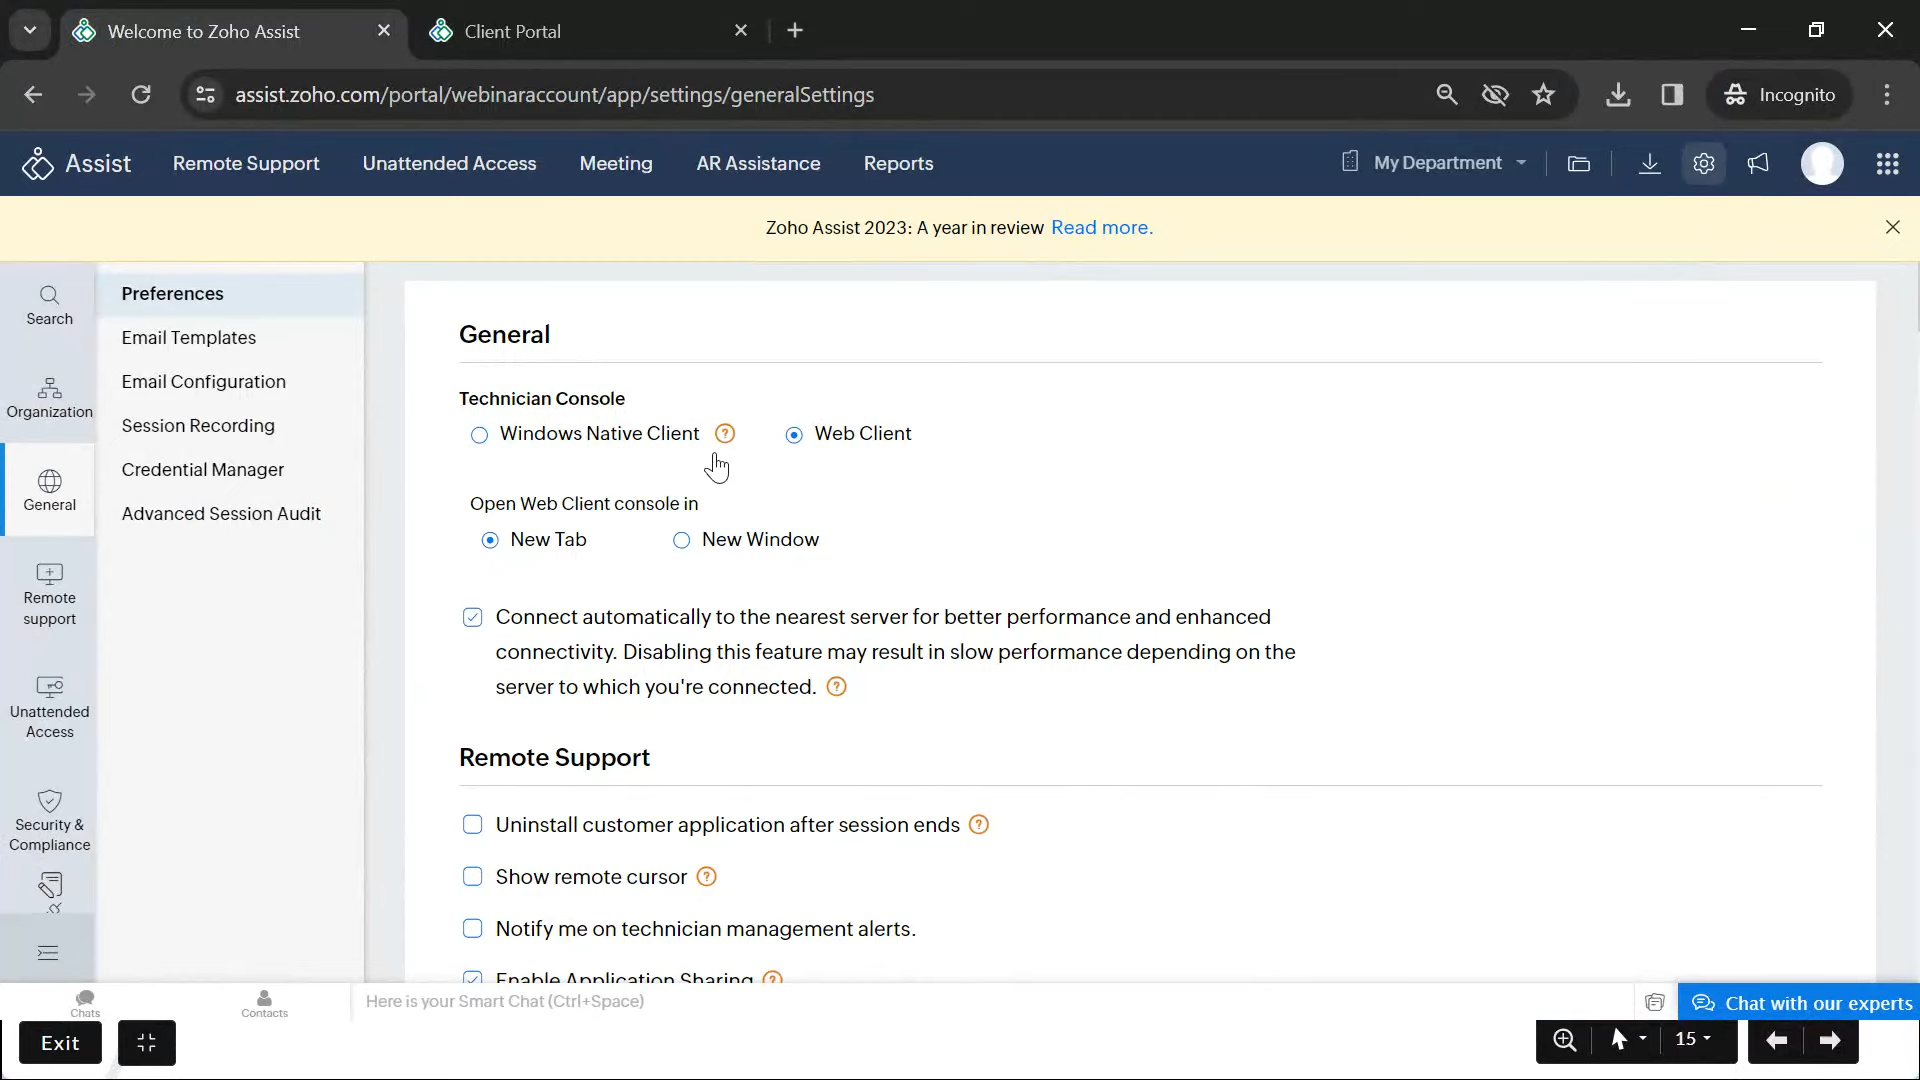 Welcome to Zoho Assist
Client Portal
assist.zoho.com/portal/webinaraccount/app/settings/generalSettings
Incognito
Assist
Remote Support
Unattended Access
Meeting
AR Assistance
Reports
My Department
Zoho Assist 2023: A year in review Read more.
Search
Organization
General
Remote
support
Unattended
Access
Security &
Compliance
Preferences
Email Templates
Email Configuration
Session Recording
Credential Manager
Advanced Session Audit
General
Technician Console
Windows Native Client ?
Web Client
Open Web Client console in
New Tab
New Window
Connect automatically to the nearest server for better performance and enhanced
connectivity. Disabling this feature may result in slow performance depending on the
server to which you're connected. ?
Remote Support
Uninstall customer application after session ends ?
Show remote cursor ?
Notify me on technician management alerts.
Enable Application Sharing ?
Chats
Contacts
Here is your Smart Chat (Ctrl+Space)
Chat with our experts
Exit
15